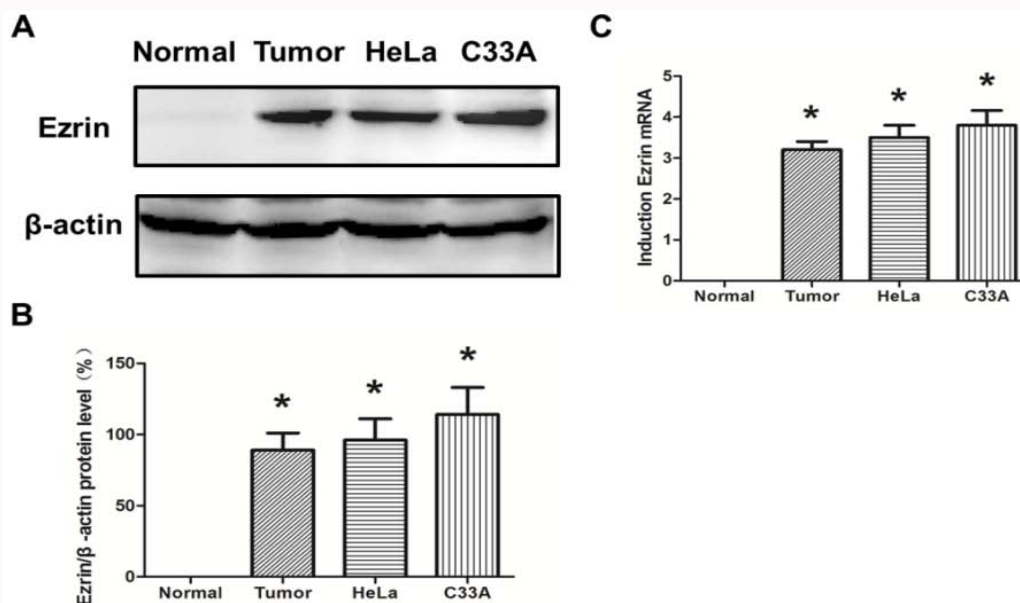 A
Normal Tumor HeLa C33A
Ezrin
β-actin
B
Ezrin/β -actin protein level (%)
150
100
50
0
* * *
Normal Tumor HeLa C33A
C
Induction Ezrin mRNA
5
4
3
2
1
0
* * *
Normal Tumor HeLa C33A